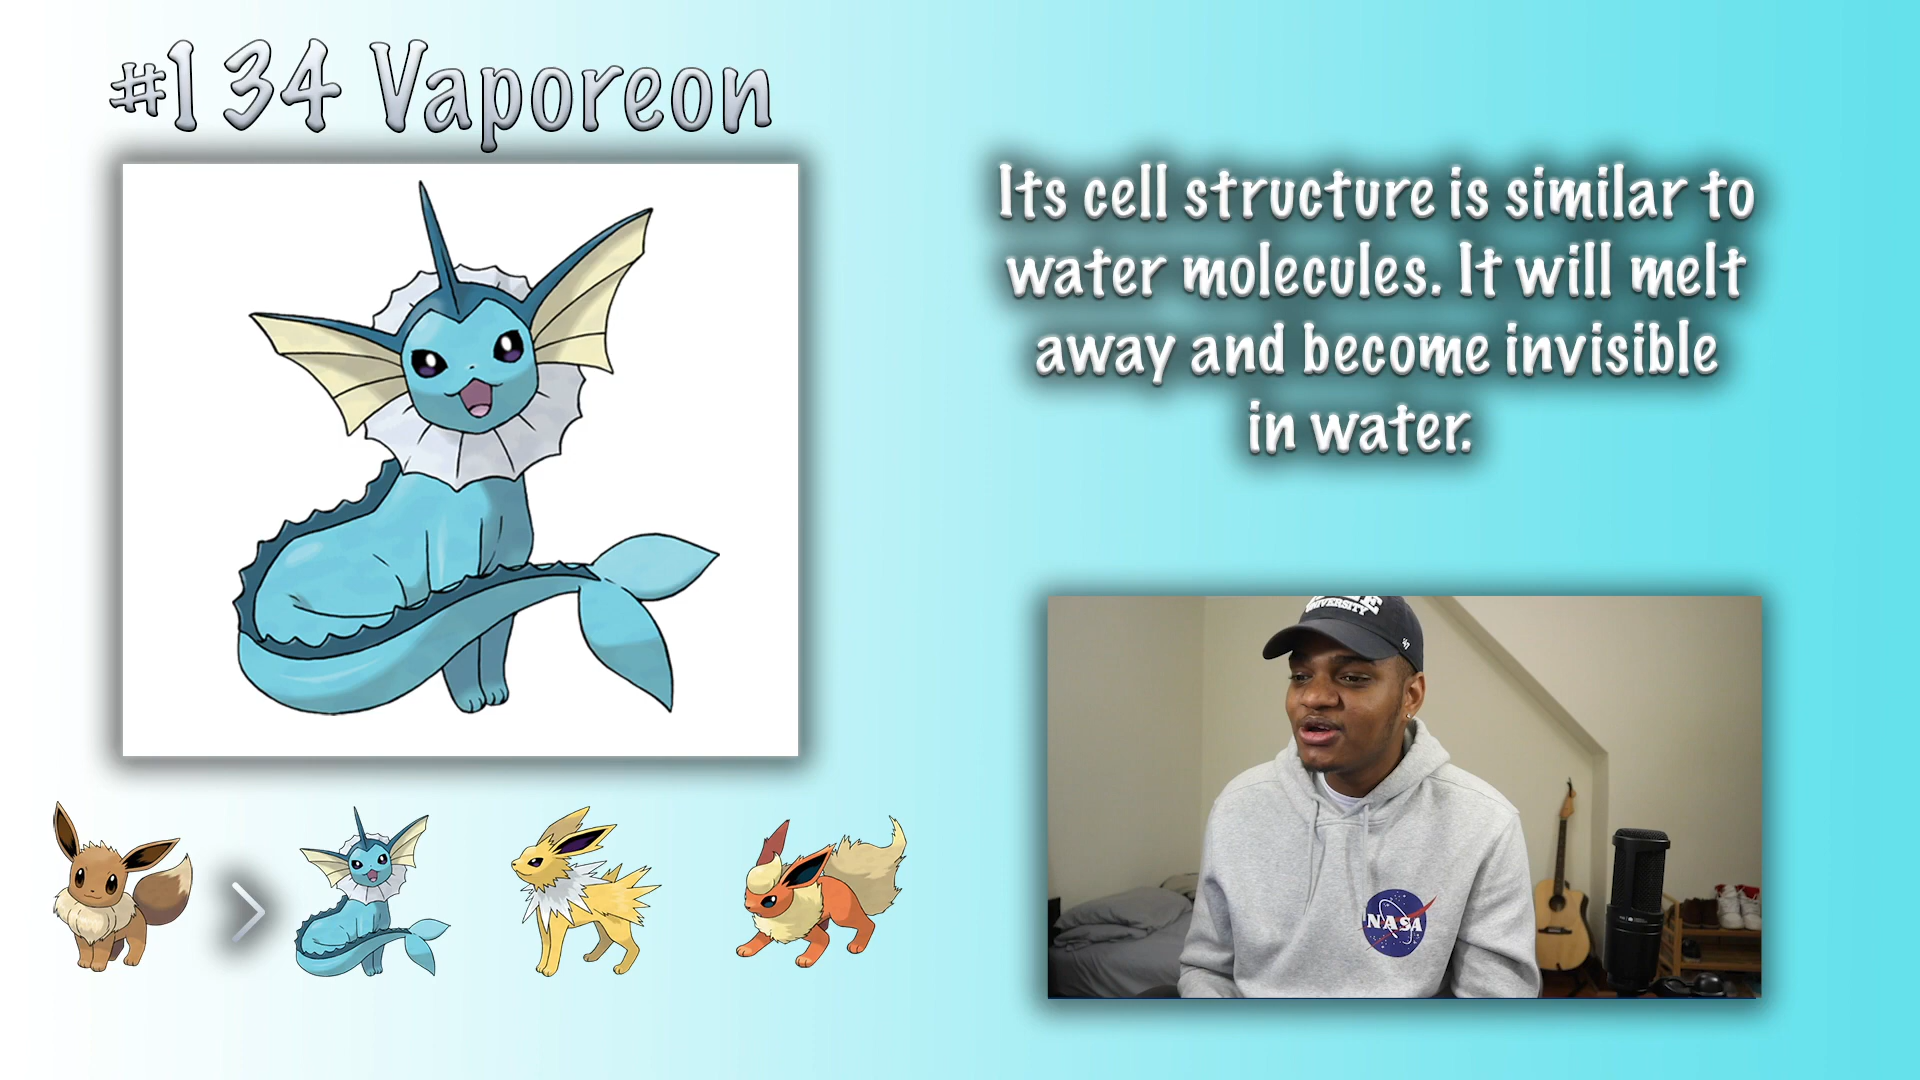 #134 Vaporeon
Its cell structure is similar to
water molecules. It will melt
away and become invisible
in water.
UNIVERSITY
NASA